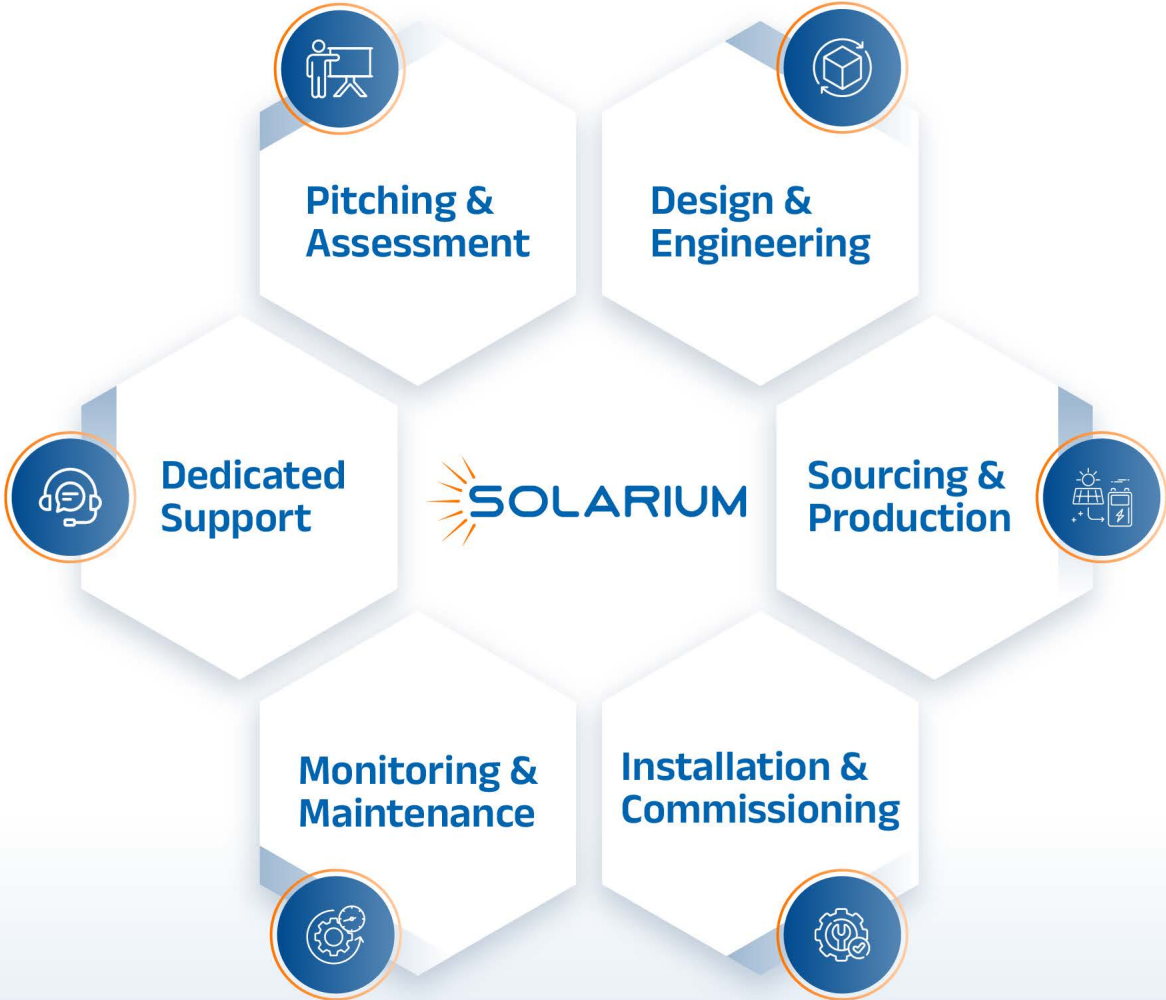 Pitching &
Assessment
Design &
Engineering
Dedicated
Support
SOLARIUM
Sourcing &
Production
Monitoring &
Maintenance
Installation &
Commissioning